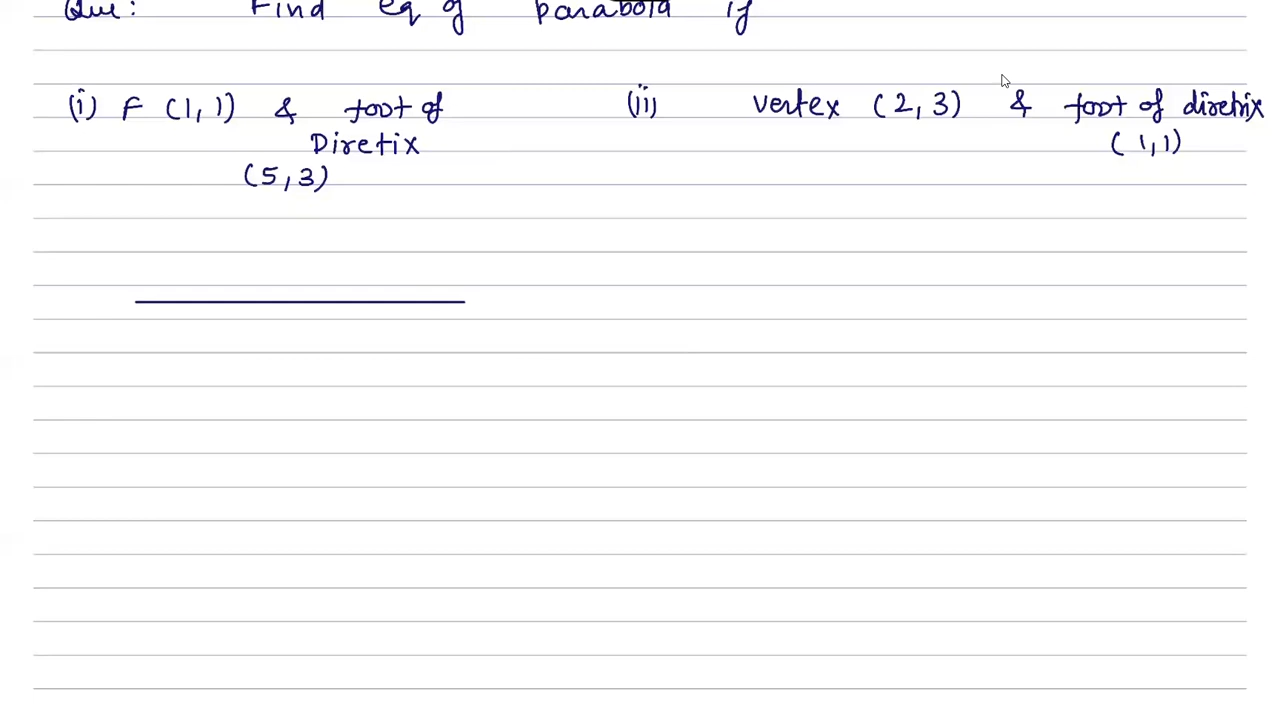 Que: Find eq of parabola if
(i) F (1,1) & foot of
Diretix
(5,3)
(ii) vertex (2,3) & foot of diretrix
(1,1)